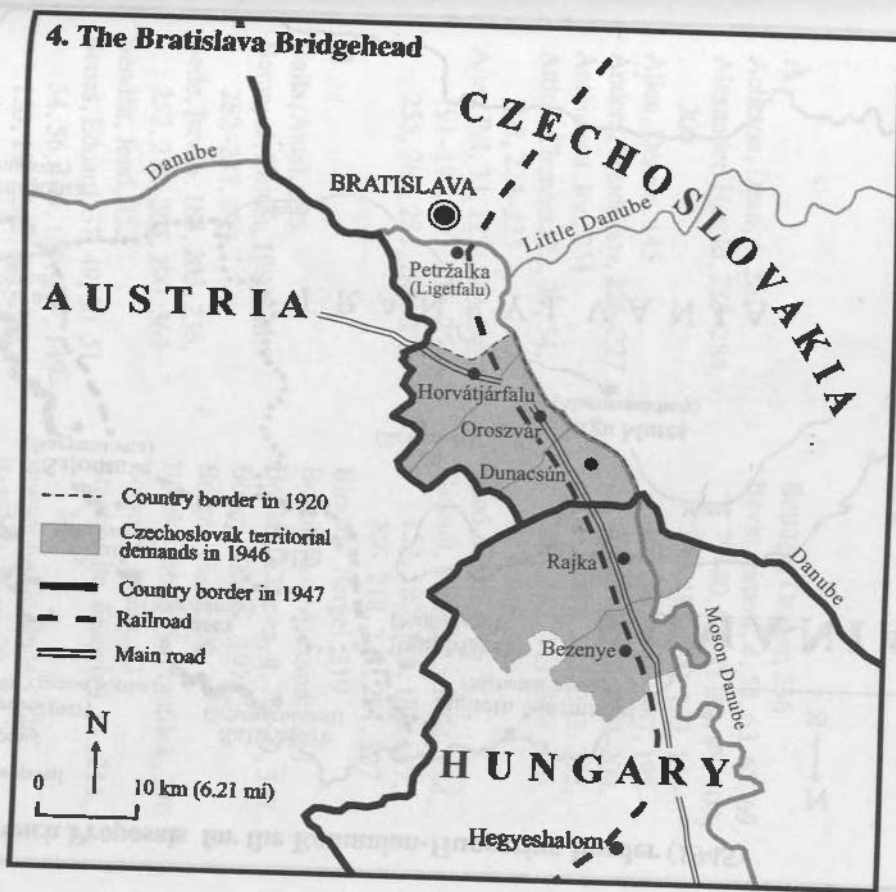 4. The Bratislava Bridgehead
CZECHOSLOVAKIA
Danube
BRATISLAVA
Little Danube
Petržalka
(Ligetfalu)
AUSTRIA
Horvátjárfalu
Oroszvár
Dunacsún
Country border in 1920
Czechoslovak territorial
demands in 1946
Country border in 1947
Railroad
Main road
Rajka
Danube
Bezenye
Moson Danube
N
0 10 km (6.21 mi)
HUNGARY
Hegyeshalom